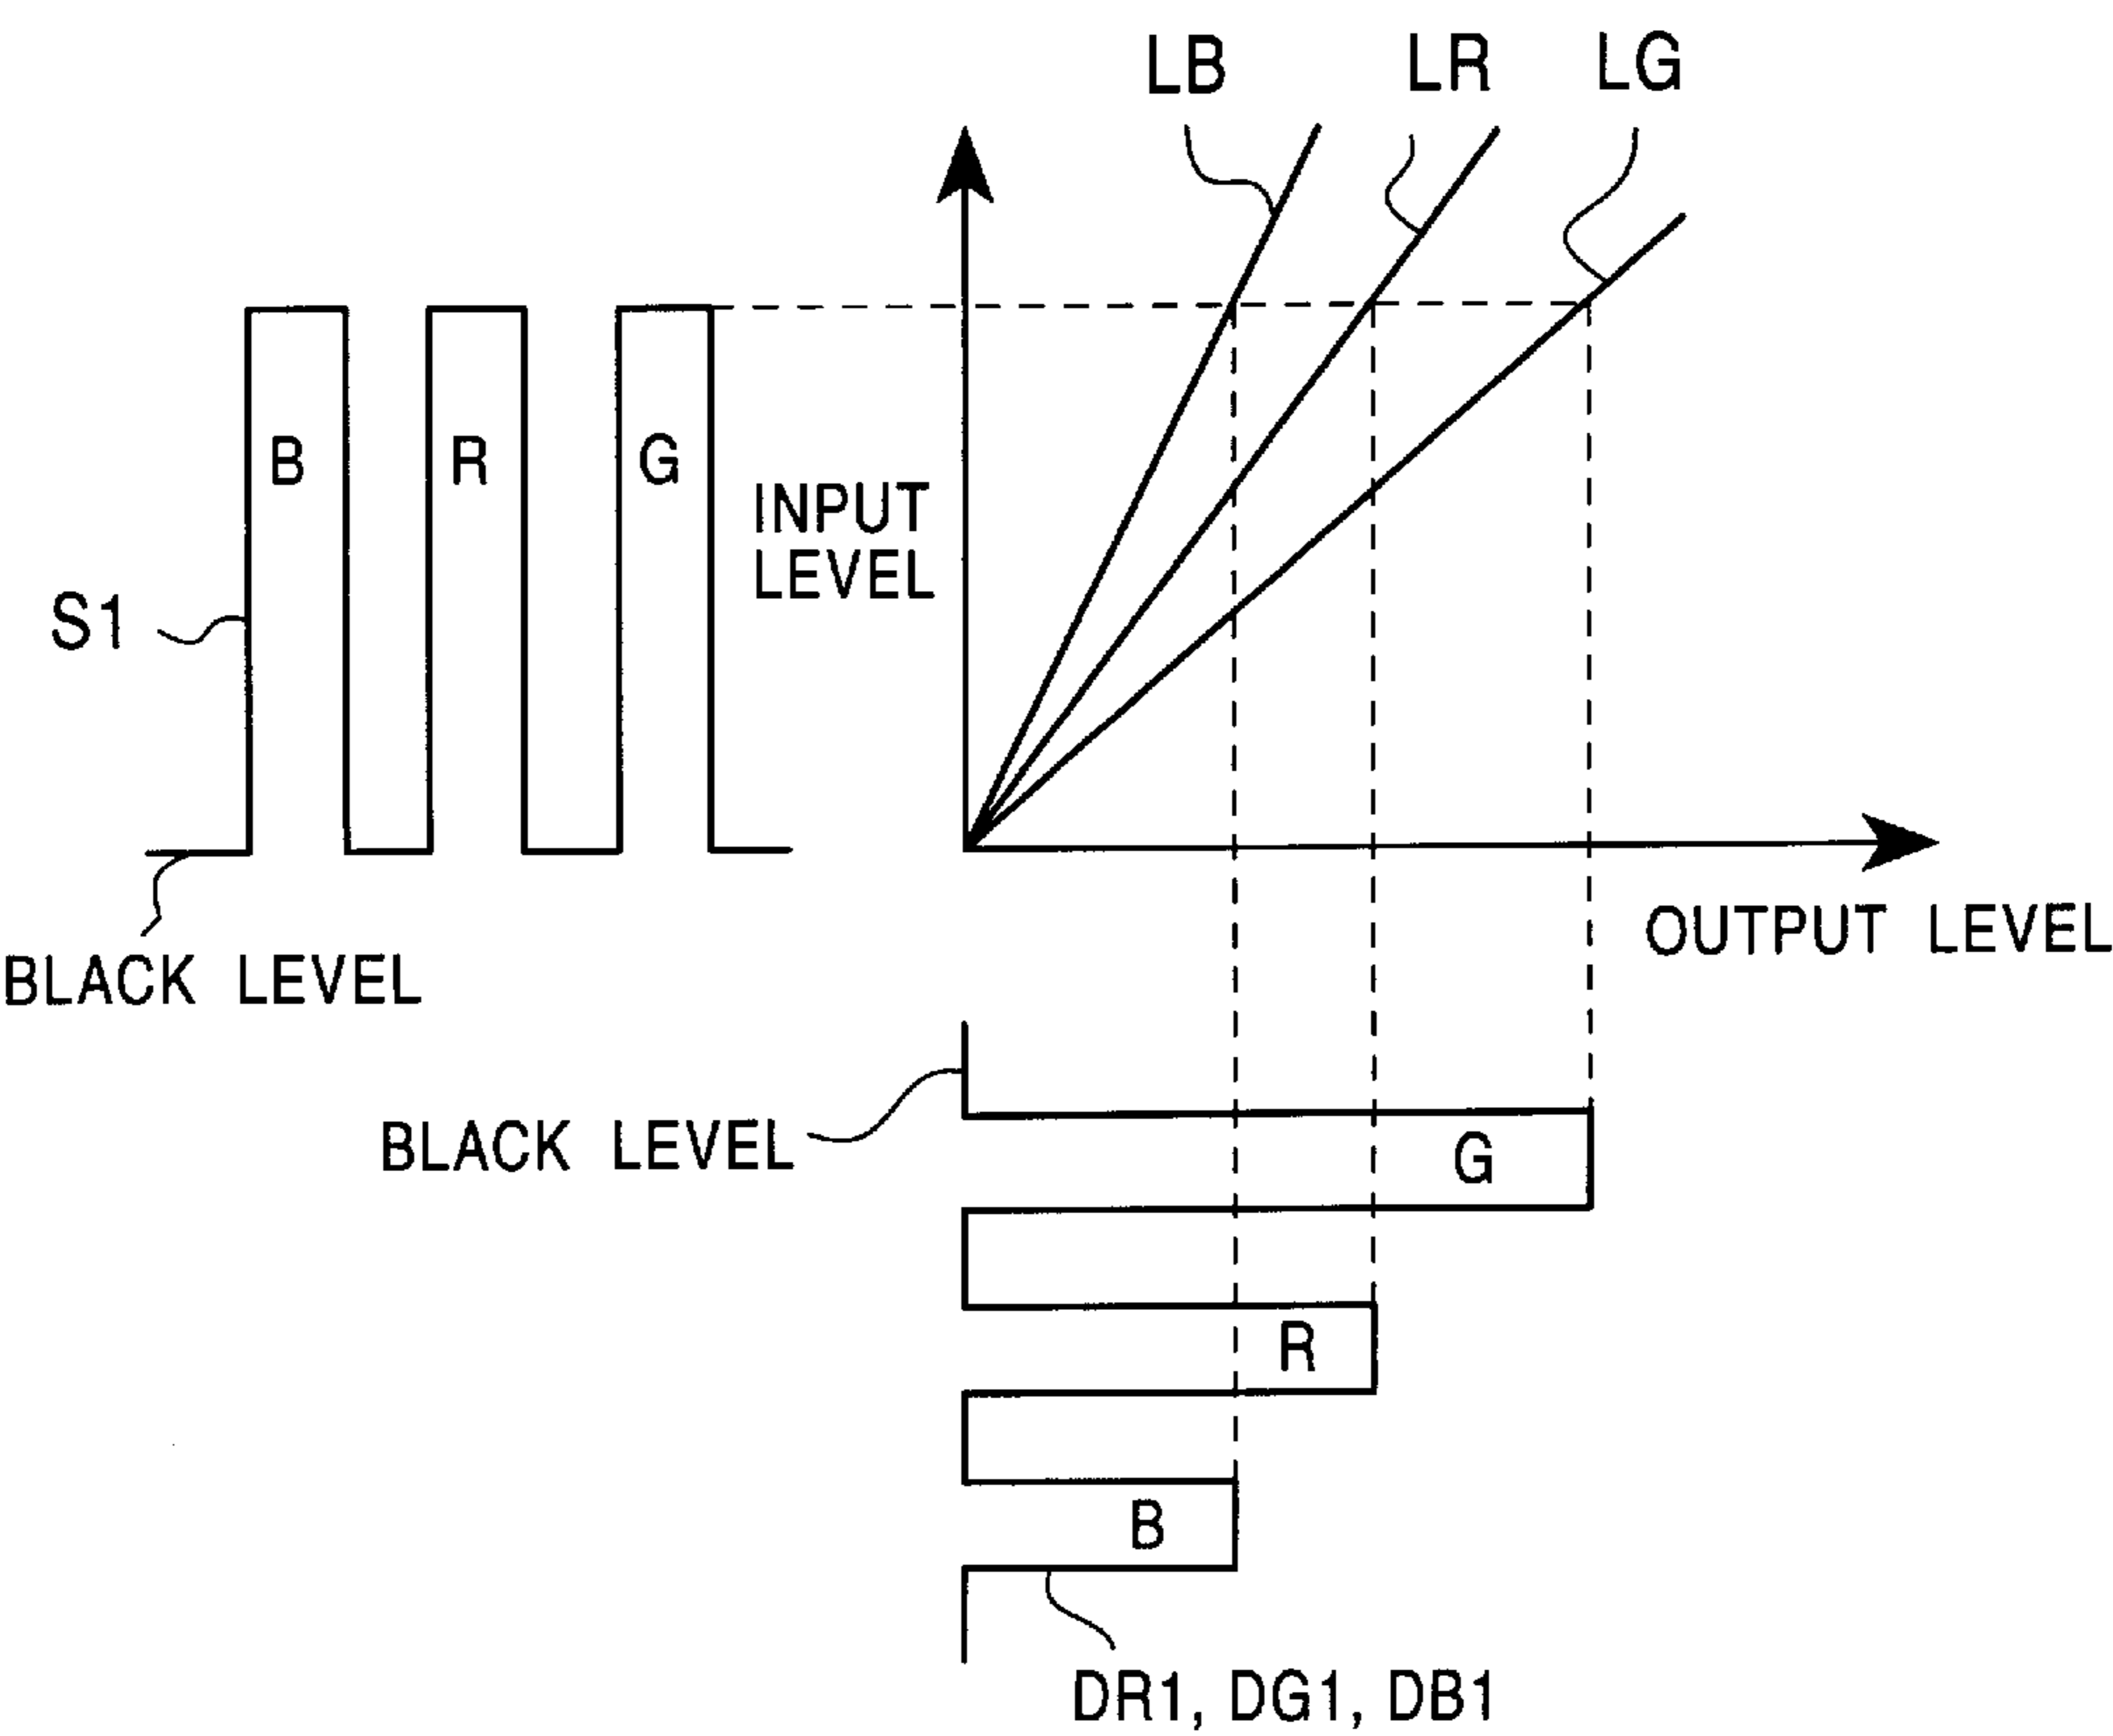 LB
LR
LG
B
R
G
INPUT
LEVEL
S1
OUTPUT LEVEL
BLACK LEVEL
BLACK LEVEL
G
R
B
DR1, DG1, DB1